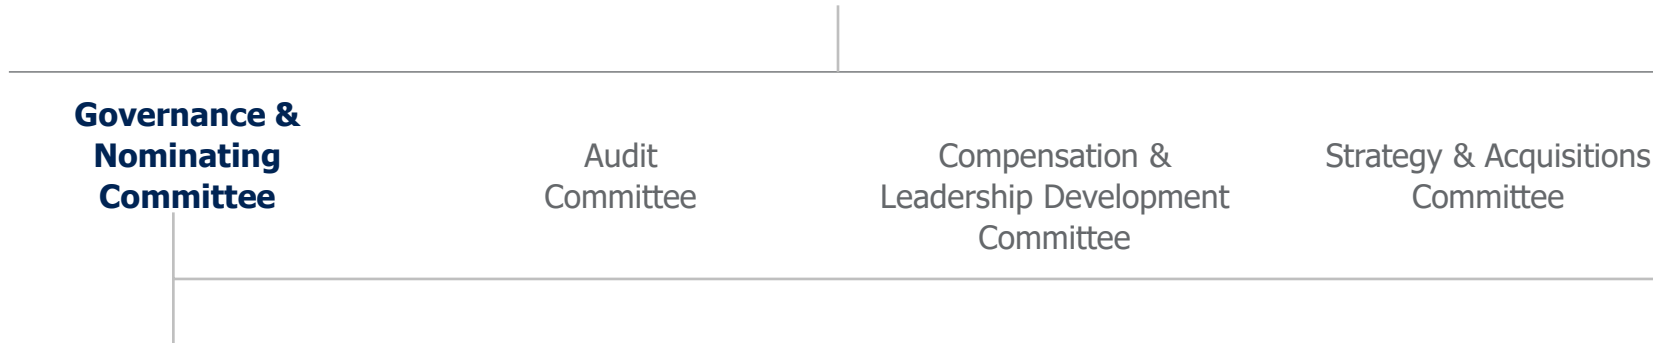 Governance &
Nominating
Committee
Audit
Committee
Compensation &
Leadership Development
Committee
Strategy & Acquisitions
Committee